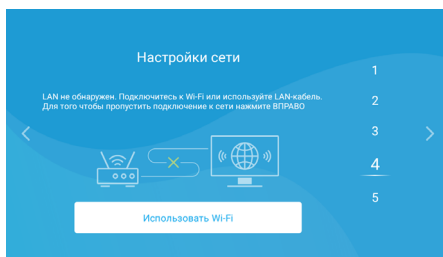 Настройки сети
LAN не обнаружен. Подключитесь к Wi-Fi или используйте LAN-кабель.
Для того чтобы пропустить подключение к сети нажмите ВПРАВО
Использовать Wi-Fi
1
2
3
4
5